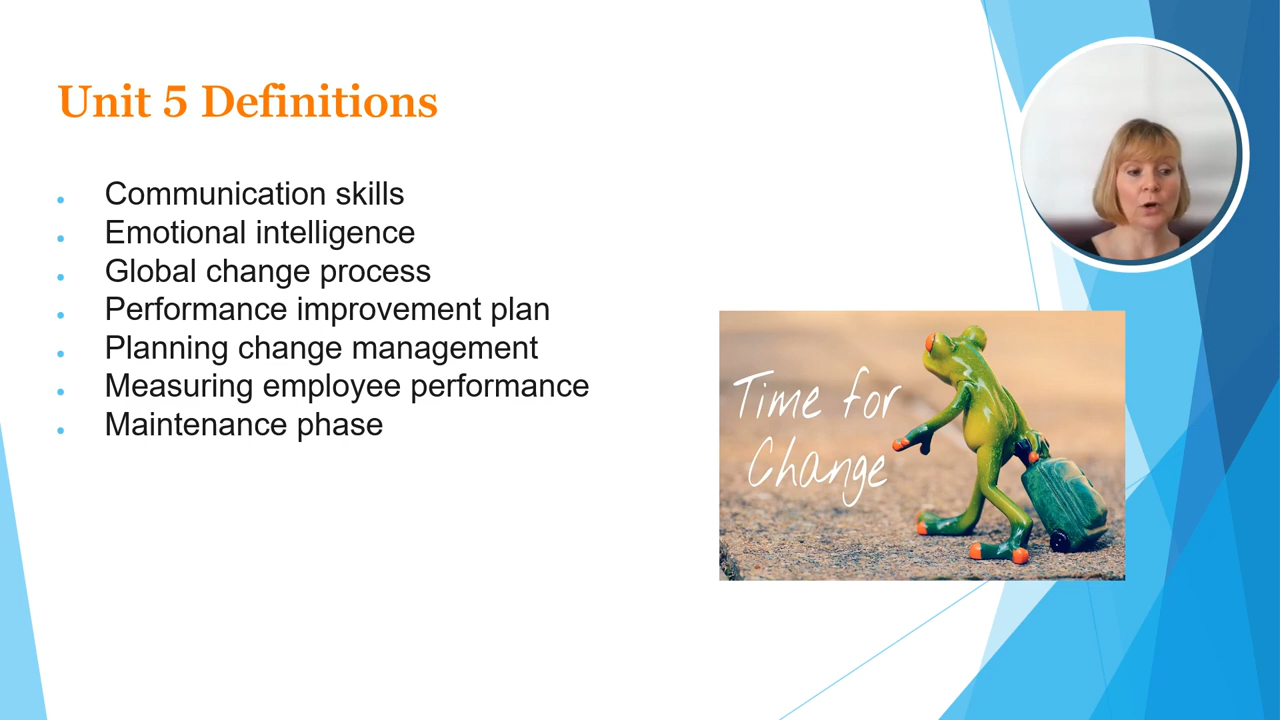 Unit 5 Definitions
Communication skills
Emotional intelligence
Global change process
Performance improvement plan
Planning change management
Measuring employee performance
Maintenance phase
Time for
Change